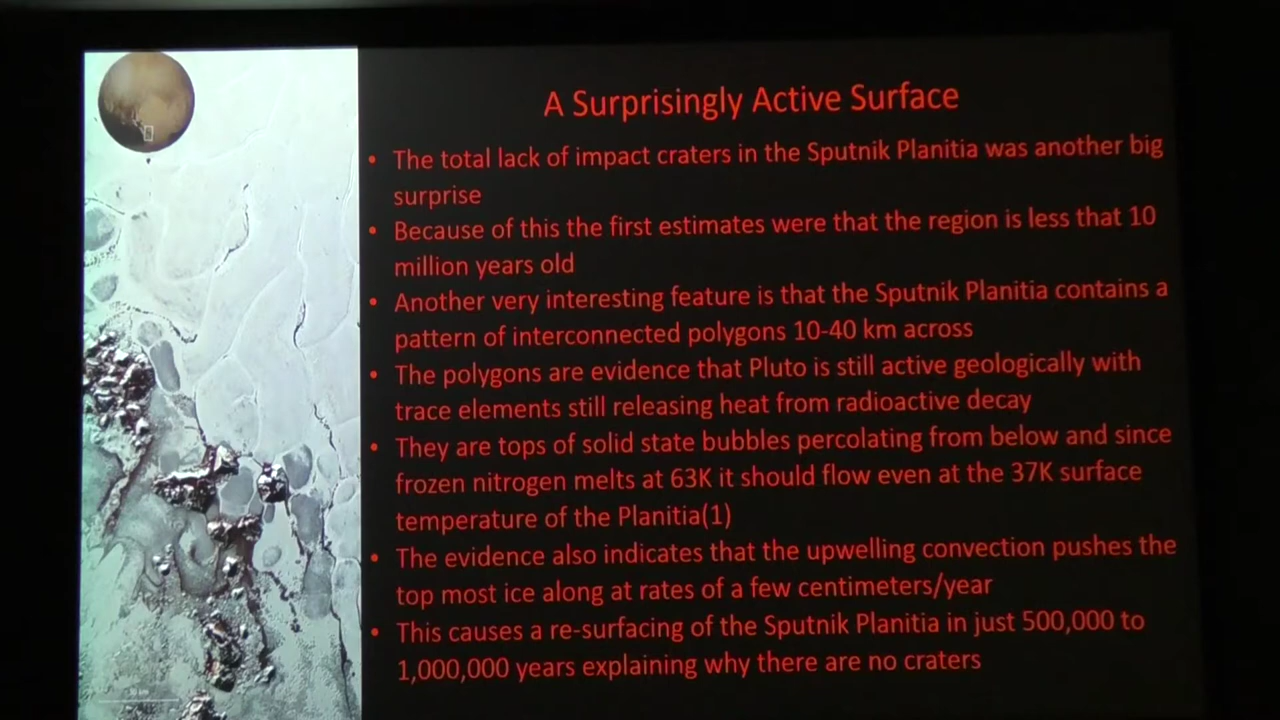 A Surprisingly Active Surface
• The total lack of impact craters in the Sputnik Planitia was another big
surprise
• Because of this the first estimates were that the region is less that 10
million years old
• Another very interesting feature is that the Sputnik Planitia contains a
pattern of interconnected polygons 10-40 km across
• The polygons are evidence that Pluto is still active geologically with
trace elements still releasing heat from radioactive decay
• They are tops of solid state bubbles percolating from below and since
frozen nitrogen melts at 63K it should flow even at the 37K surface
temperature of the Planitia(1)
• The evidence also indicates that the upwelling convection pushes the
top most ice along at rates of a few centimeters/year
• This causes a re-surfacing of the Sputnik Planitia in just 500,000 to
1,000,000 years explaining why there are no craters